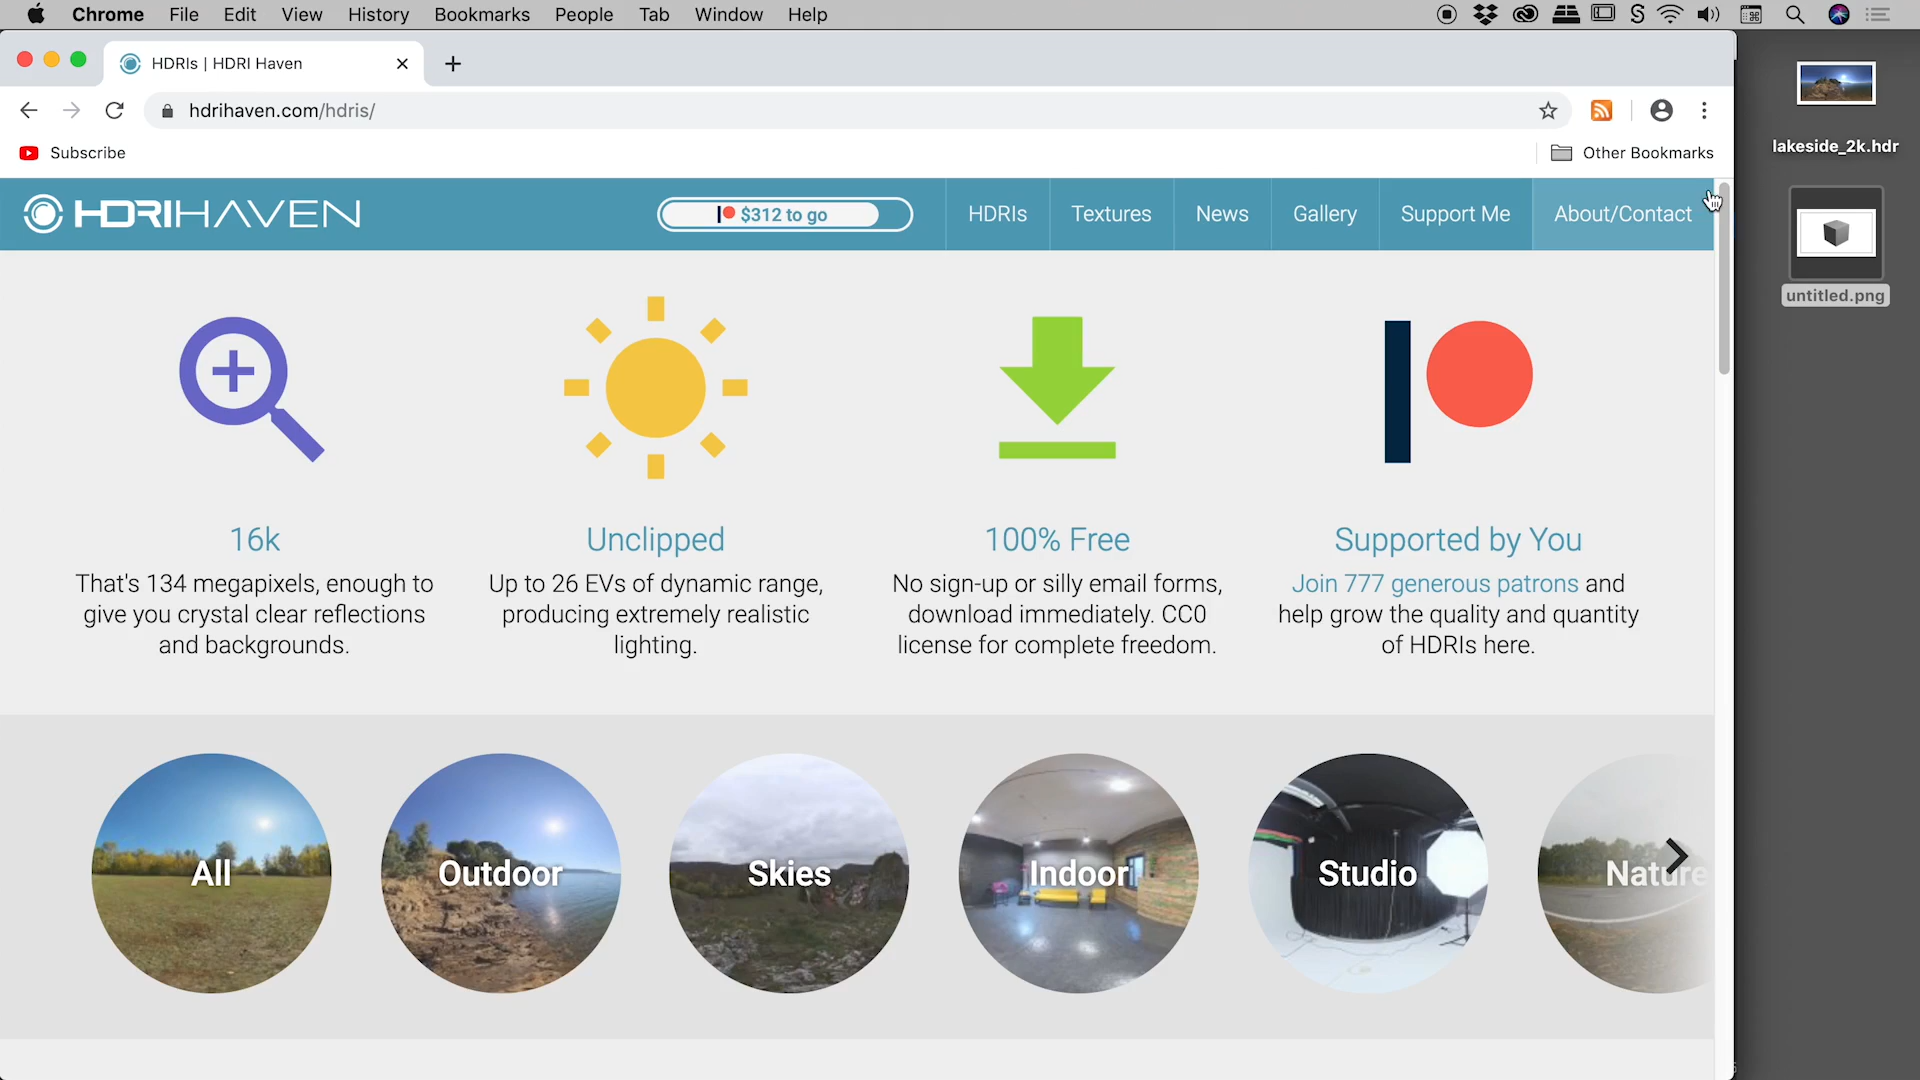 Chrome File Edit View History Bookmarks People Tab Window Help
HDRIs | HDRI Haven
hdrihaven.com/hdris/
Subscribe
Other Bookmarks
lakeside_2k.hdr
untitled.png
HDRIHAVEN
$312 to go
HDRIs
Textures
News
Gallery
Support Me
About/Contact
16k
That's 134 megapixels, enough to
give you crystal clear reflections
and backgrounds.
Unclipped
Up to 26 EVs of dynamic range,
producing extremely realistic
lighting.
100% Free
No sign-up or silly email forms,
download immediately. CC0
license for complete freedom.
Supported by You
Join 777 generous patrons and
help grow the quality and quantity
of HDRIs here.
All
Outdoor
Skies
Indoor
Studio
Nature